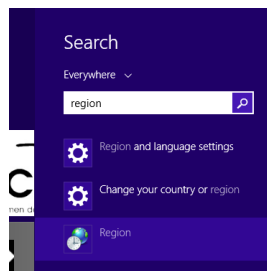 Search
Everywhere
region
Region and language settings
Change your country or region
Region